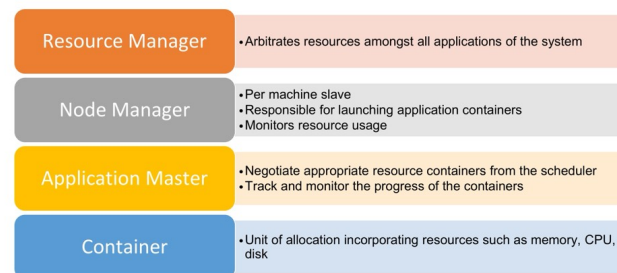 Resource Manager
•Arbitrates resources amongst all applications of the system
Node Manager
•Per machine slave
•Responsible for launching application containers
•Monitors resource usage
Application Master
•Negotiate appropriate resource containers from the scheduler
•Track and monitor the progress of the containers
Container
•Unit of allocation incorporating resources such as memory, CPU,
disk